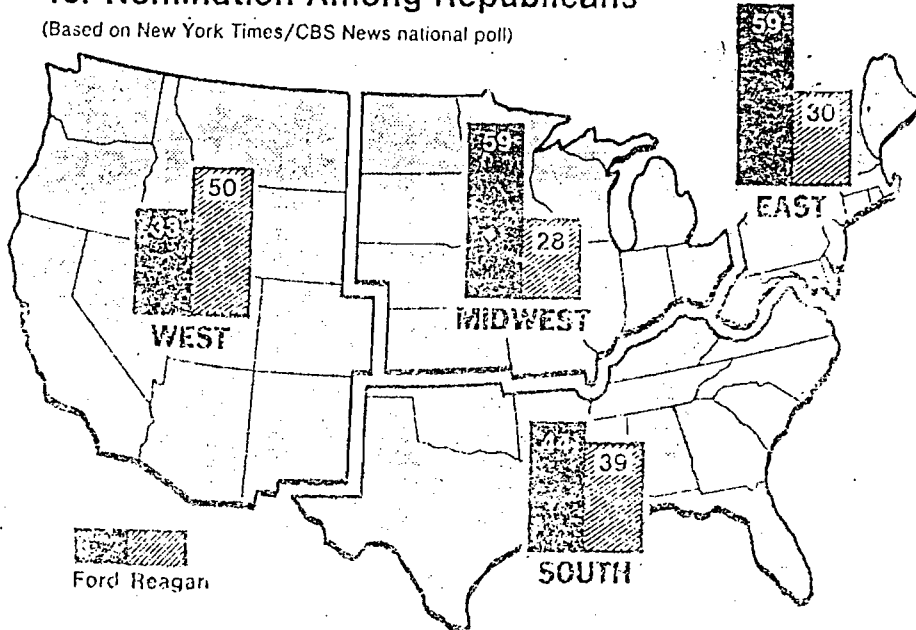 for Nomination Among Republicans
(Based on New York Times/CBS News national poll)
59
30
EAST
59
28
MIDWEST
50
WEST
39
SOUTH
Ford Reagan